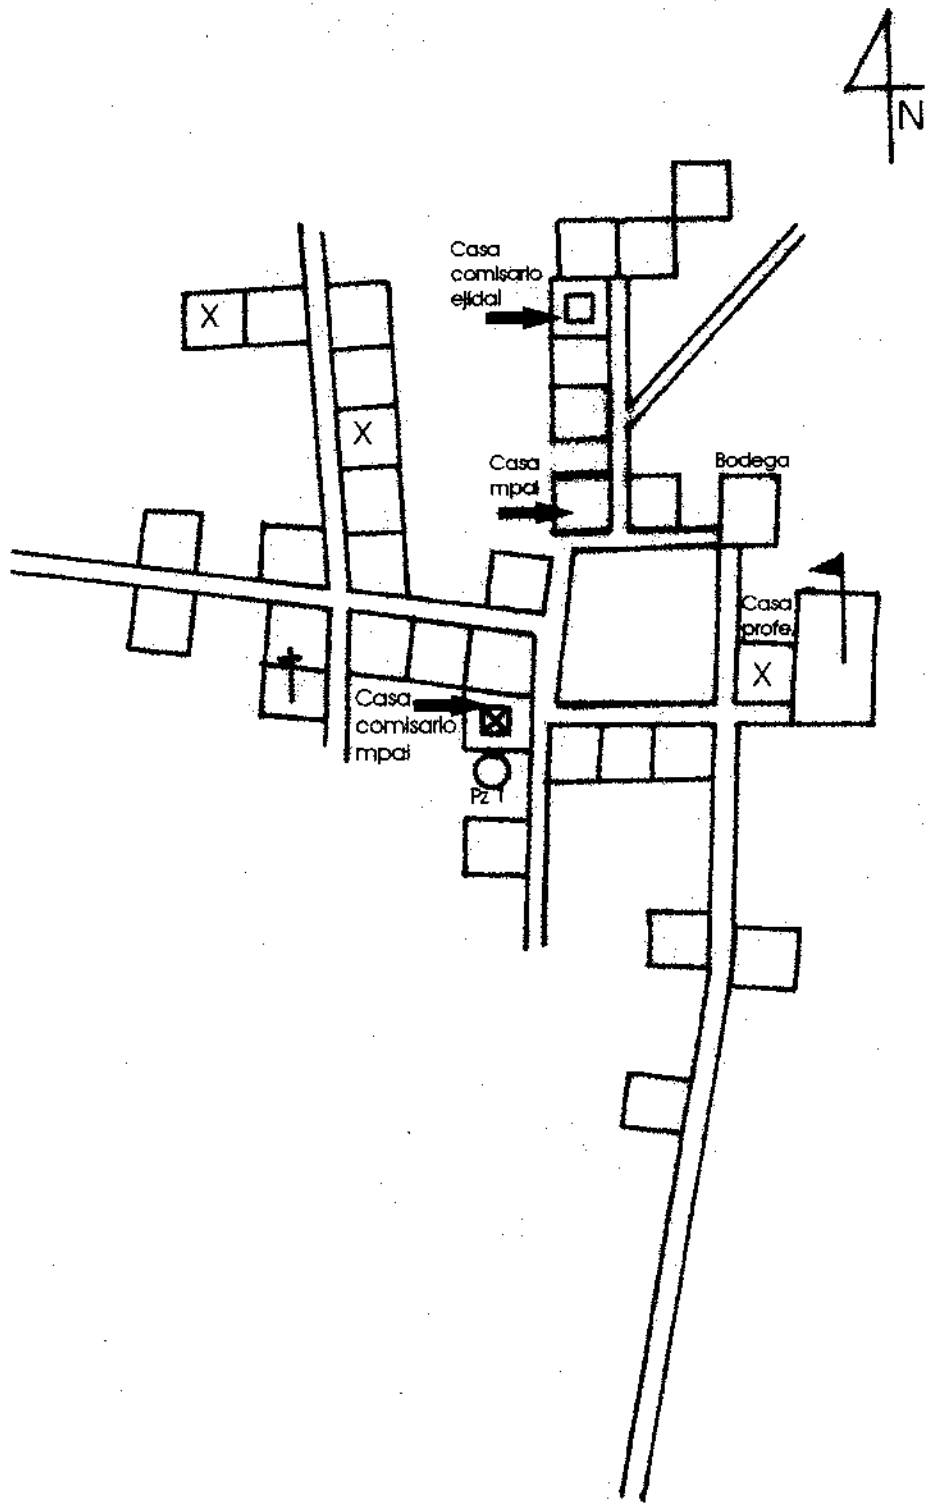 N
Casa
comisario
ejidal
X
X
Casa
mpal
Bodega
Casa
profe.
X
Casa
comisario
mpal
Pz 1